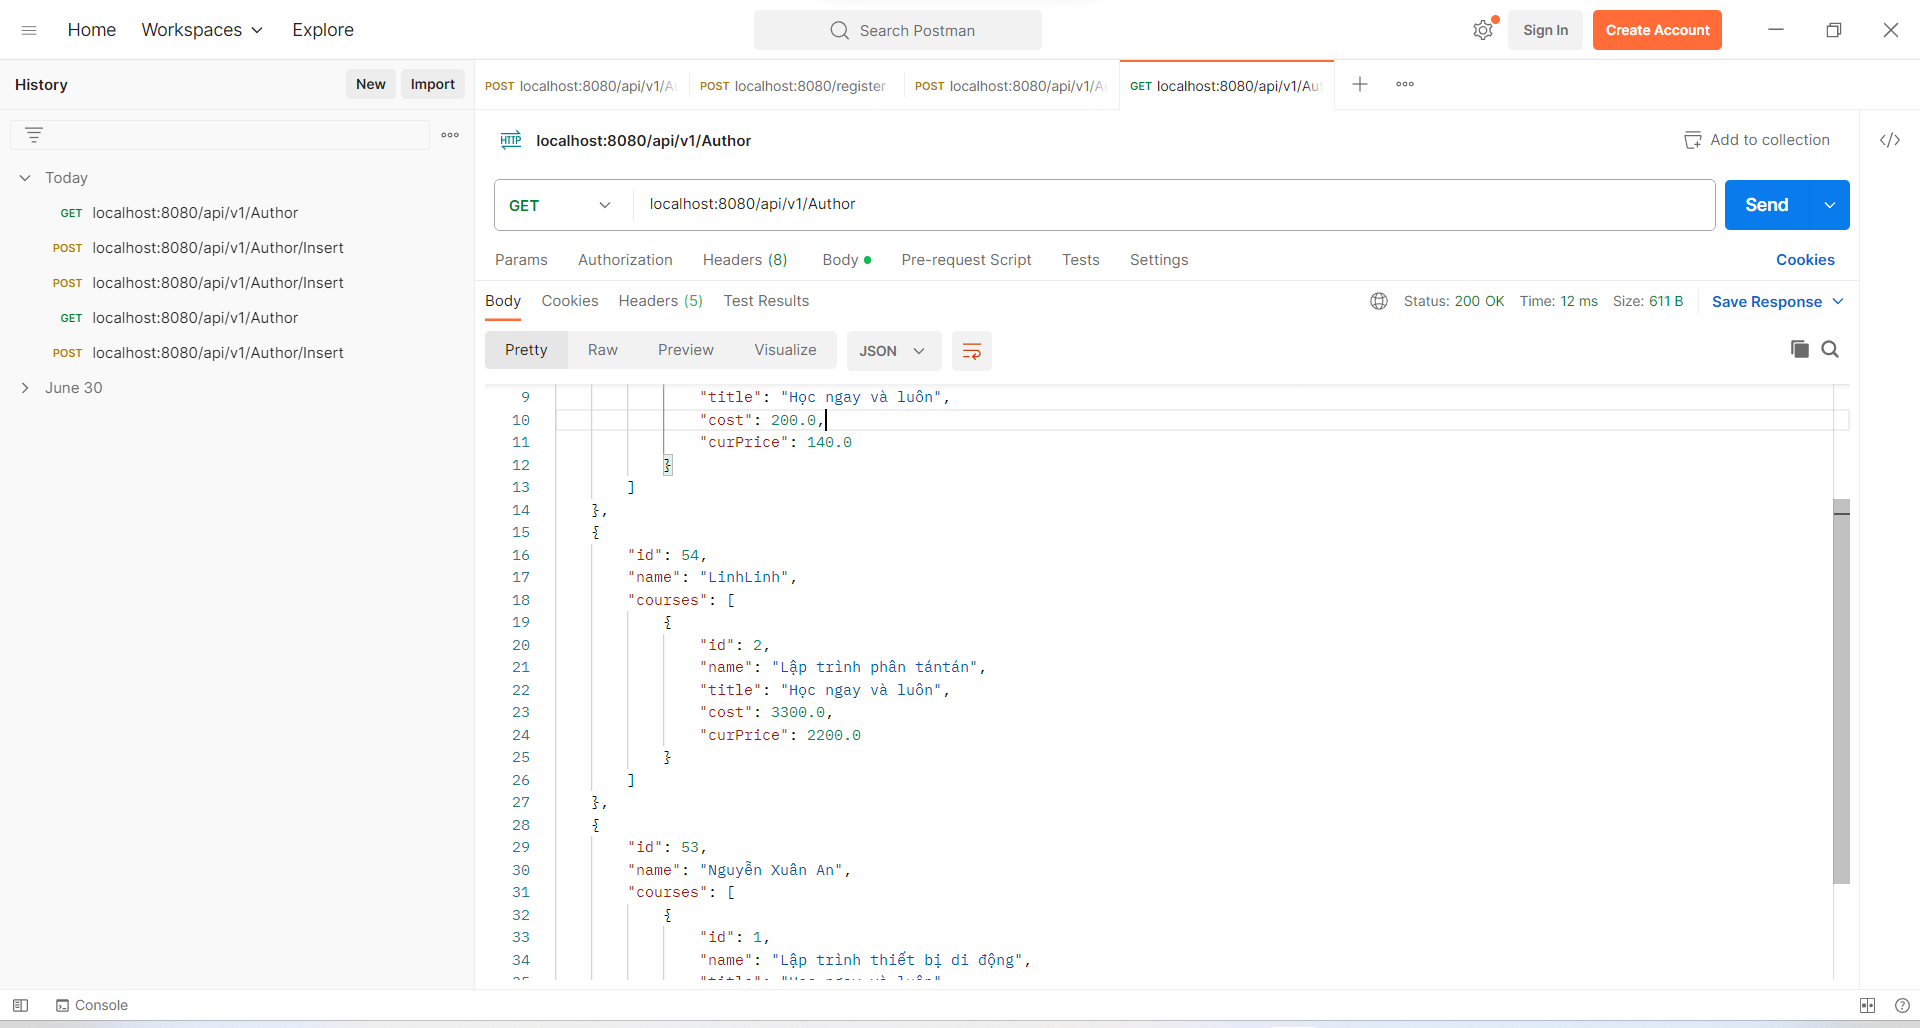 Home Workspaces Explore Search Postman Sign In Create Account
History New Import
POST localhost:8080/api/v1/Au POST localhost:8080/register POST localhost:8080/api/v1/A GET localhost:8080/api/v1/Au
HTTP localhost:8080/api/v1/Author Add to collection </>
Today
GET localhost:8080/api/v1/Author
POST localhost:8080/api/v1/Author/Insert
POST localhost:8080/api/v1/Author/Insert
GET localhost:8080/api/v1/Author
POST localhost:8080/api/v1/Author/Insert
June 30
GET localhost:8080/api/v1/Author Send
Params Authorization Headers (8) Body Pre-request Script Tests Settings Cookies
Body Cookies Headers (5) Test Results Status: 200 OK Time: 12 ms Size: 611 B Save Response
Pretty Raw Preview Visualize JSON
9 "title": "Học ngay và luôn",
10 "cost": 200.0,
11 "curPrice": 140.0
12 }
13 ]
14 },
15 {
16 "id": 54,
17 "name": "LinhLinh",
18 "courses": [
19 {
20 "id": 2,
21 "name": "Lập trình phân tántán",
22 "title": "Học ngay và luôn",
23 "cost": 3300.0,
24 "curPrice": 2200.0
25 }
26 ]
27 },
28 {
29 "id": 53,
30 "name": "Nguyễn Xuân An",
31 "courses": [
32 {
33 "id": 1,
34 "name": "Lập trình thiết bị di động",
35 "title": "Học ngay và luôn"
Console